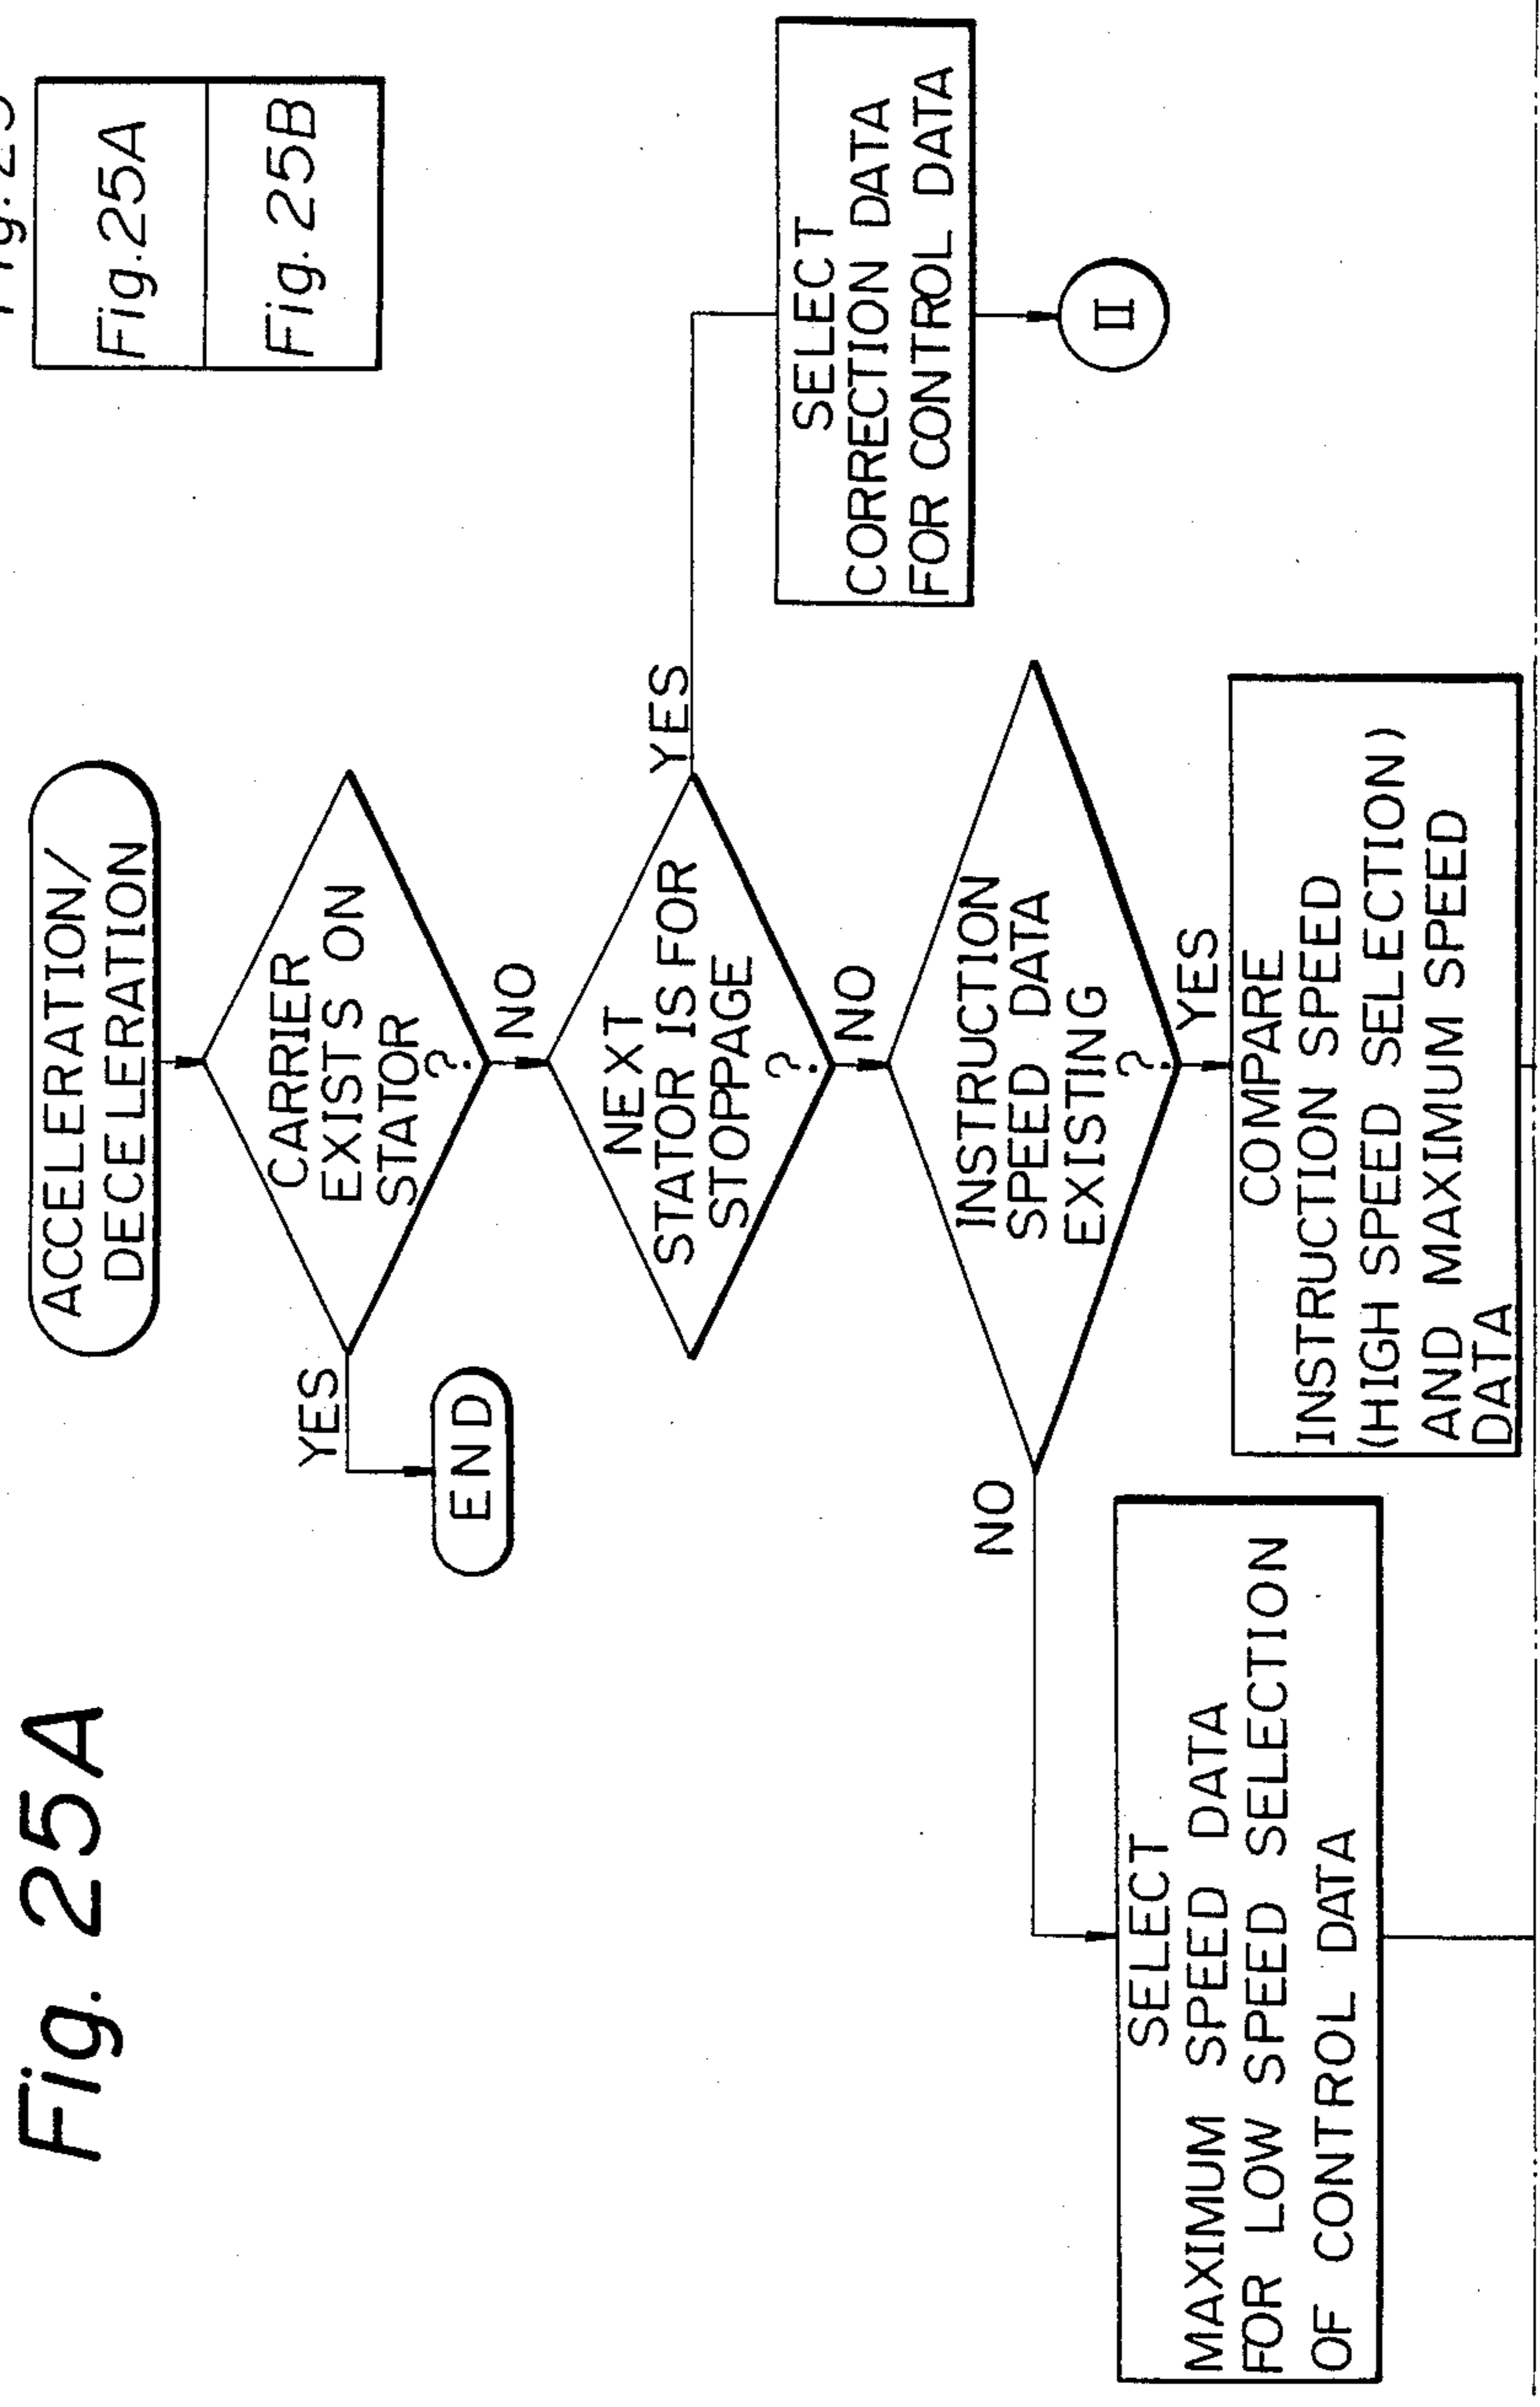 Fig. 25A
Fig. 25
Fig. 25A
Fig. 25B
ACCELERATION/
DECELERATION
CARRIER
EXISTS ON
STATOR
?
YES
END
NO
NEXT
STATOR IS FOR
STOPPAGE
?
YES
SELECT
CORRECTION DATA
FOR CONTROL DATA
II
NO
INSTRUCTION
SPEED DATA
EXISTING
?
NO
SELECT
MAXIMUM SPEED DATA
FOR LOW SPEED SELECTION
OF CONTROL DATA
YES
COMPARE
INSTRUCTION SPEED
(HIGH SPEED SELECTION)
AND MAXIMUM SPEED
DATA